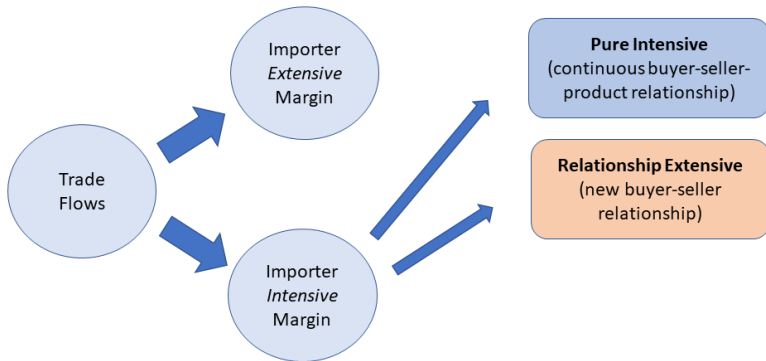 Importer
Extensive
Margin
Pure Intensive
(continuous buyer-seller-
product relationship)
Trade
Flows
Relationship Extensive
(new buyer-seller
relationship)
Importer
Intensive
Margin